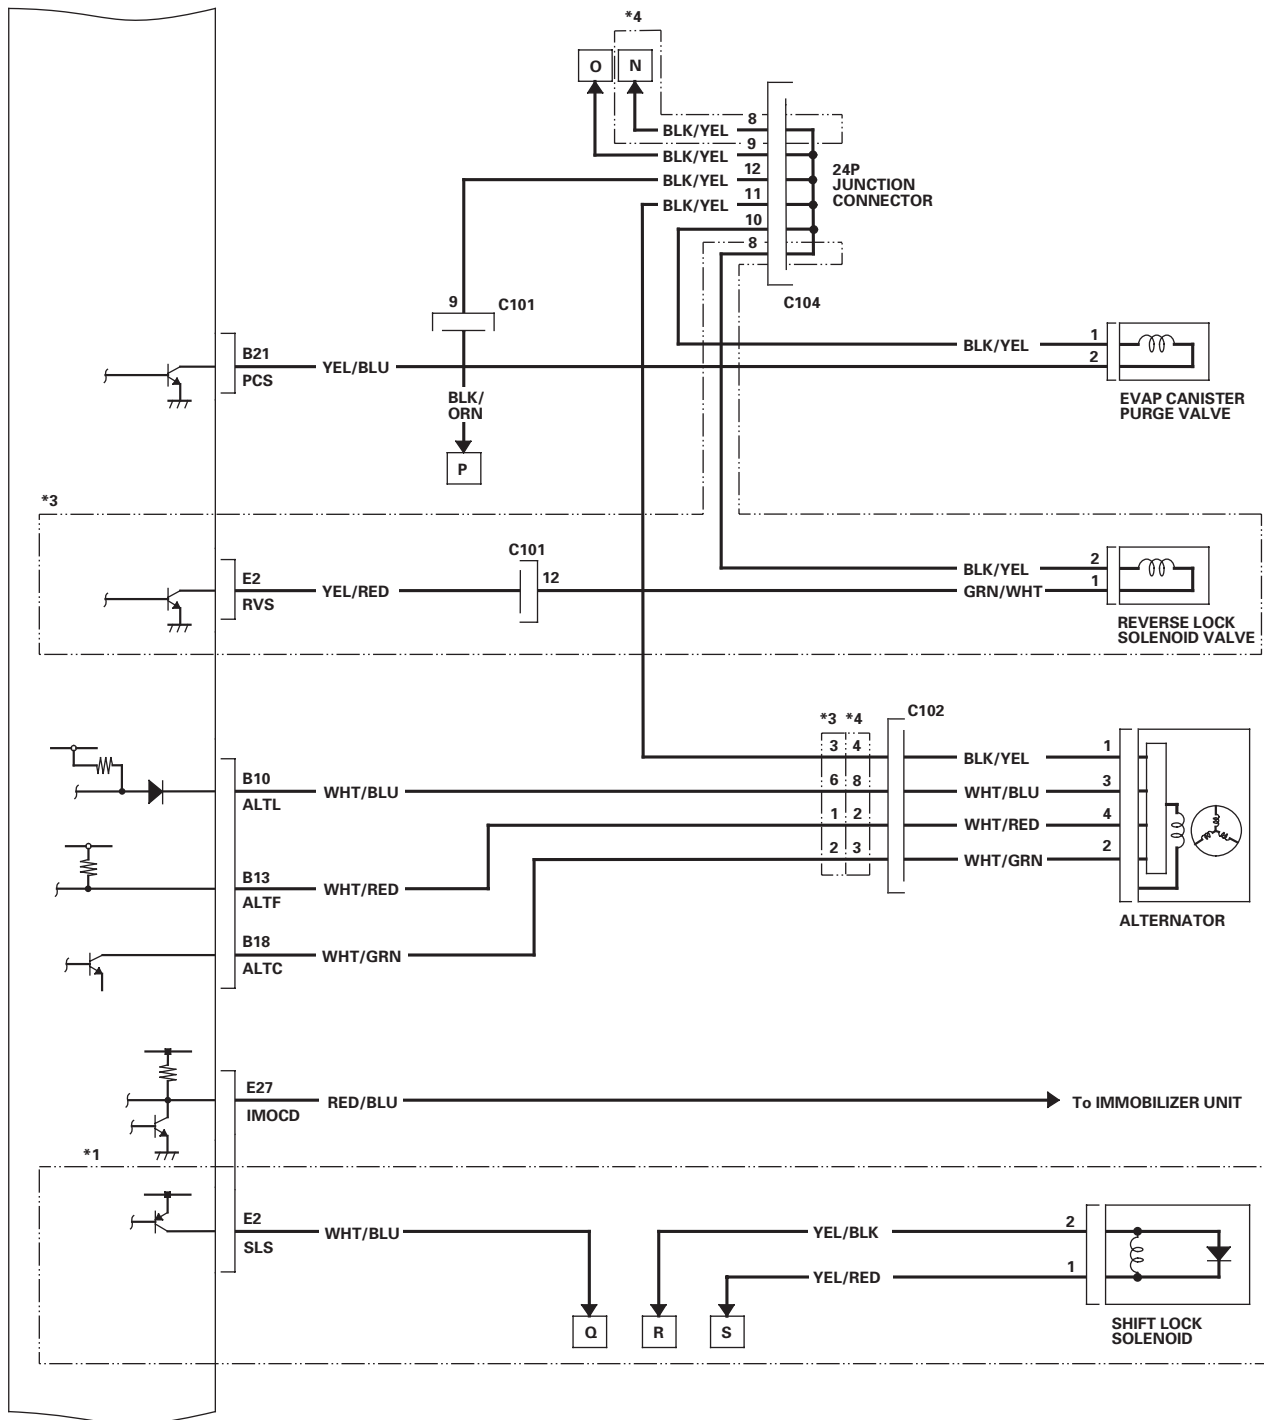 *4
O
N
BLK/YEL
8
BLK/YEL
9
BLK/YEL
12
BLK/YEL
11
10
8
24P
JUNCTION
CONNECTOR
C104
9
C101
B21
PCS
YEL/BLU
BLK/YEL
1
2
EVAP CANISTER
PURGE VALVE
BLK/
ORN
P
*3
C101
E2
RVS
YEL/RED
12
BLK/YEL
2
GRN/WHT
1
REVERSE LOCK
SOLENOID VALVE
*3
*4
C102
3
4
BLK/YEL
1
B10
ALTL
WHT/BLU
6
8
WHT/BLU
3
1
2
WHT/RED
4
2
3
WHT/GRN
2
B13
ALTF
WHT/RED
ALTERNATOR
B18
ALTC
WHT/GRN
E27
IMOCD
RED/BLU
To IMMOBILIZER UNIT
*1
E2
SLS
WHT/BLU
YEL/BLK
2
YEL/RED
1
Q
R
S
SHIFT LOCK
SOLENOID